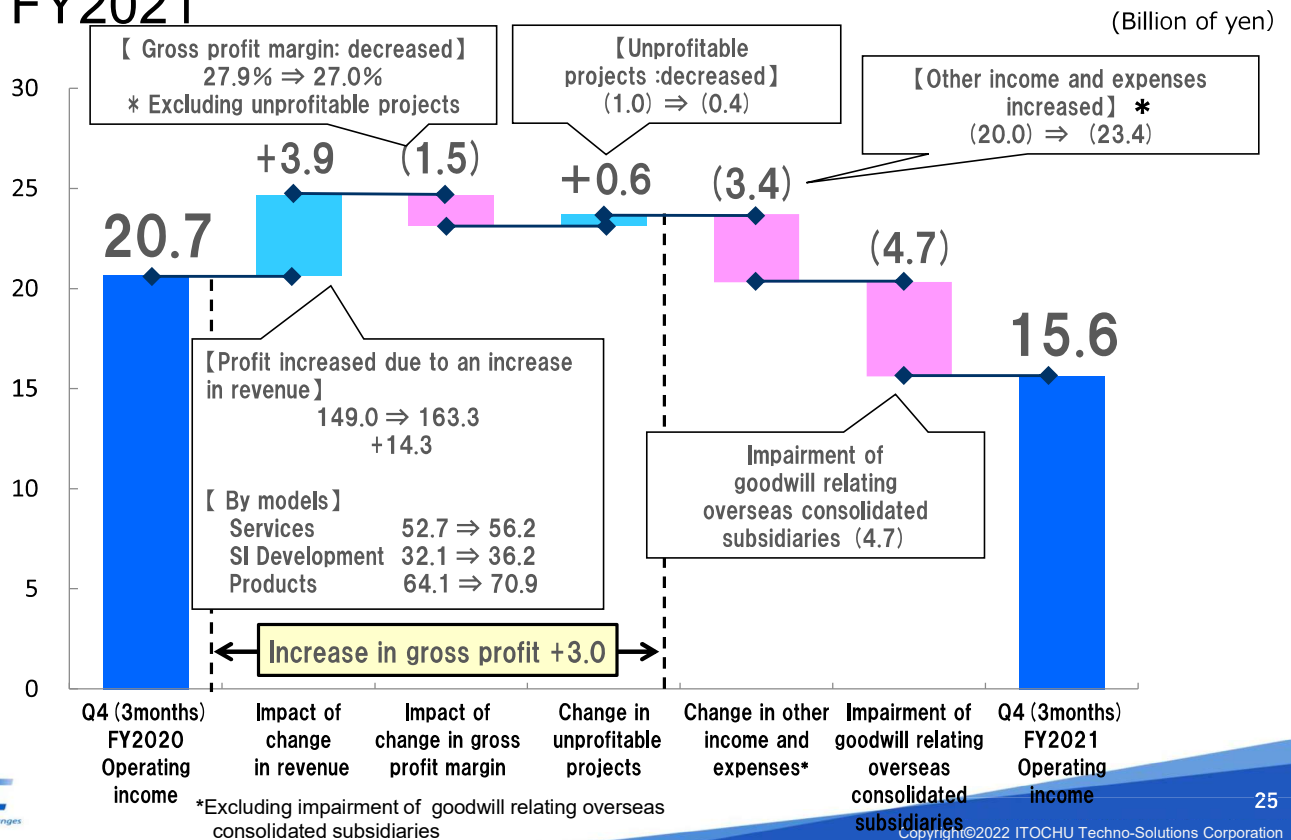 FY2021
(Billion of yen)
【 Gross profit margin: decreased】
27.9% ⇒ 27.0%
* Excluding unprofitable projects
【Unprofitable
projects :decreased】
(1.0) ⇒ (0.4)
【Other income and expenses
increased】 *
(20.0) ⇒ (23.4)
30
25
20
15
10
5
0
20.7
+3.9
(1.5)
+0.6
(3.4)
(4.7)
15.6
【Profit increased due to an increase
in revenue】
149.0 ⇒ 163.3
+14.3
【 By models】
Services 52.7 ⇒ 56.2
SI Development 32.1 ⇒ 36.2
Products 64.1 ⇒ 70.9
Impairment of
goodwill relating
overseas consolidated
subsidiaries (4.7)
Increase in gross profit +3.0
Q4 (3months)
FY2020
Operating
income
Impact of
change
in revenue
Impact of
change in gross
profit margin
Change in
unprofitable
projects
Change in other
income and
expenses*
Impairment of
goodwill relating
overseas
consolidated
subsidiaries
Q4 (3months)
FY2021
Operating
income
*Excluding impairment of goodwill relating overseas
consolidated subsidiaries
25
Copyright©2022 ITOCHU Techno-Solutions Corporation